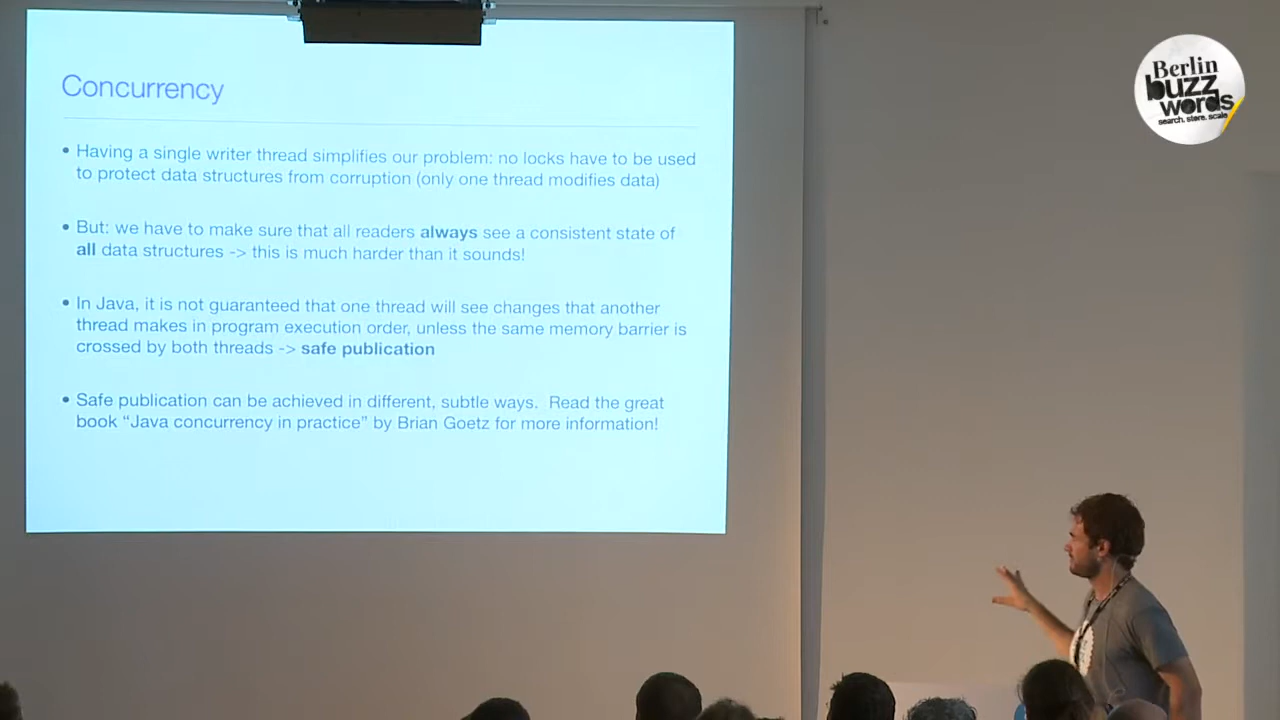 Concurrency
• Having a single writer thread simplifies our problem: no locks have to be used
to protect data structures from corruption (only one thread modifies data)
• But: we have to make sure that all readers always see a consistent state of
all data structures -> this is much harder than it sounds!
• In Java, it is not guaranteed that one thread will see changes that another
thread makes in program execution order, unless the same memory barrier is
crossed by both threads -> safe publication
• Safe publication can be achieved in different, subtle ways.  Read the great
book “Java concurrency in practice” by Brian Goetz for more information!
Berlin
buzz
words
search. store. scale.